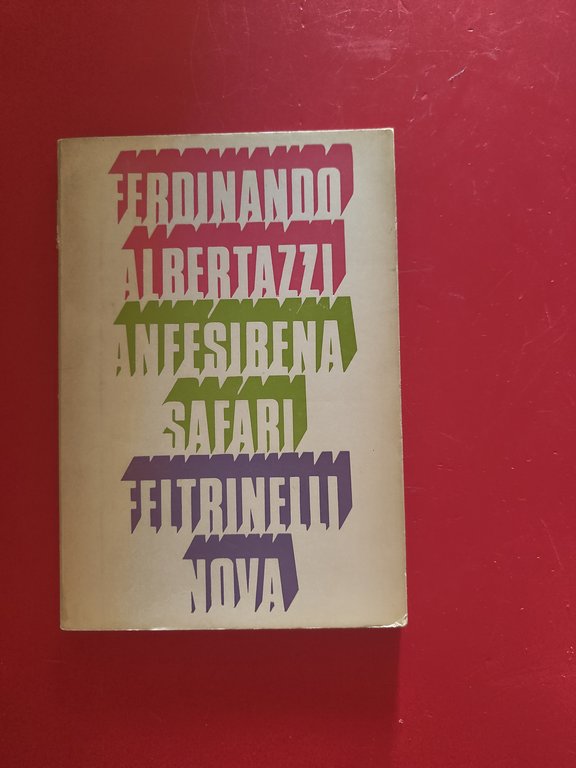 FERDINANDO
ALBERTAZZI
ANFESIBENA
SAFARI
FELTRINELLI
NOVA